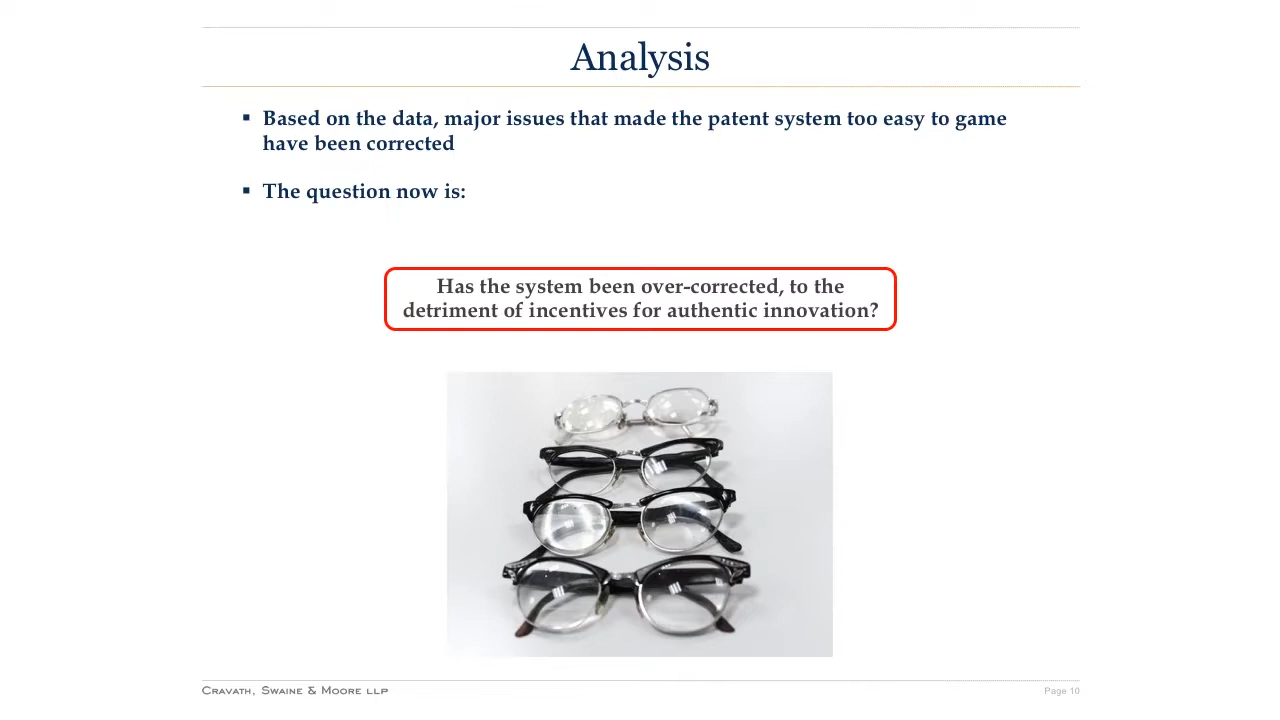 Analysis
▪ Based on the data, major issues that made the patent system too easy to game
have been corrected
▪ The question now is:
Has the system been over-corrected, to the
detriment of incentives for authentic innovation?
Cravath, Swaine & Moore LLP
Page 10